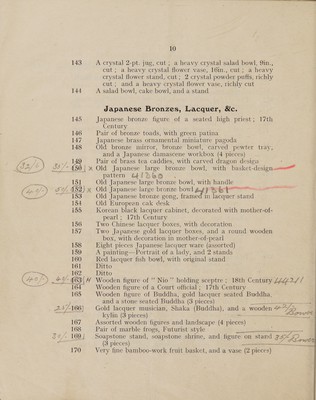 10
143 A crystal 2-pt. jug, cut ; a heavy crystal salad bowl, 8in.,
cut ; a heavy crystal flower vase, 16in., cut ; a heavy
crystal flower stand, cut ; 2 crystal powder puffs, richly
cut ; and a heavy crystal flower vase, richly cut
144 A salad bowl, cake bowl, and a stand
Japanese Bronzes, Lacquer, &c.
145 Japanese bronze figure of a seated high priest ; 17th
Century
146 Pair of bronze toads, with green patina
147 Japanese brass ornamental miniature pagoda
148 Old bronze mirror, bronze bowl, carved pewter tray,
and a Japanese damascene workbox (4 pieces)
149 Pair of brass tea caddies, with carved dragon design
32/6 35/- 150 x Old Japanese large bronze bowl, with basket-design
pattern 41360
151 Old Japanese large bronze bowl, with handle
152 x Old Japanese large bronze bowl 41361
153 Old Japanese bronze gong, framed in lacquer stand
154 Old European oak desk
155 Korean black lacquer cabinet, decorated with mother-of-
pearl ; 17th Century
156 Two Chinese lacquer boxes, with decoration
157 Two Japanese gold lacquer boxes, and a round wooden
box, with decoration in mother-of-pearl
158 Eight pieces Japanese lacquer ware (assorted)
159 A painting—Portrait of a lady, and 2 stands
160 Red lacquer fish bowl, with original stand
161 Ditto
162 Ditto
163 x Wooden figure of " Nio " holding sceptre ; 18th Century
164 Wooden figure of a Court official ; 17th Century
165 Wooden figure of Buddha, gold lacquer seated Buddha,
and a stone seated Buddha (3 pieces)
166 Gold lacquer musician, Shaka (Buddha), and a wooden
kylin (3 pieces)
167 Assorted wooden figures and landscape (4 pieces)
168 Pair of marble frogs, Futurist style
169 Soapstone stand, soapstone shrine, and figure on stand
(3 pieces)
170 Very fine bamboo-work fruit basket, and a vase (2 pieces)